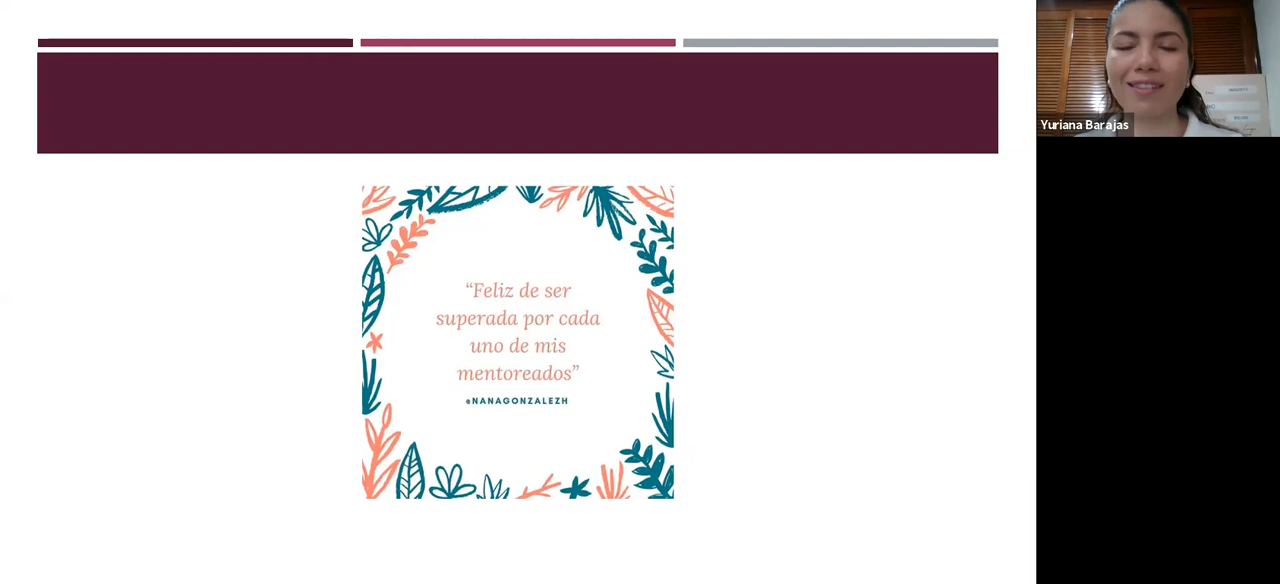 “Feliz de ser
superada por cada
uno de mis
mentoreados”
@NANAGONZALEZH
Yuriana Barajas